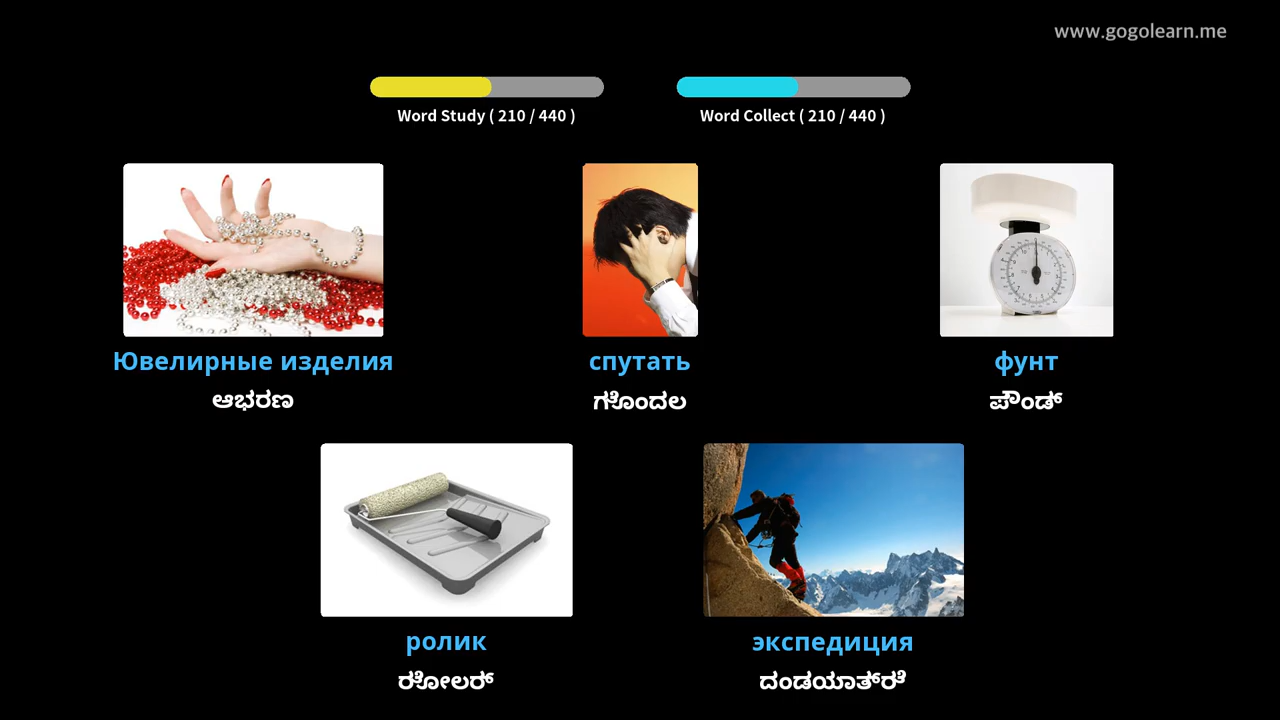 www.gogolearn.me
Word Study ( 210 / 440 )
Word Collect ( 210 / 440 )
Ювелирные изделия
ಆಭರಣ
спутать
ಗೊಂದಲ
фунт
ಪೌಂಡ್
ролик
ರೋಲರ್
экспедиция
ದಂಡಯಾತ್ರೆ